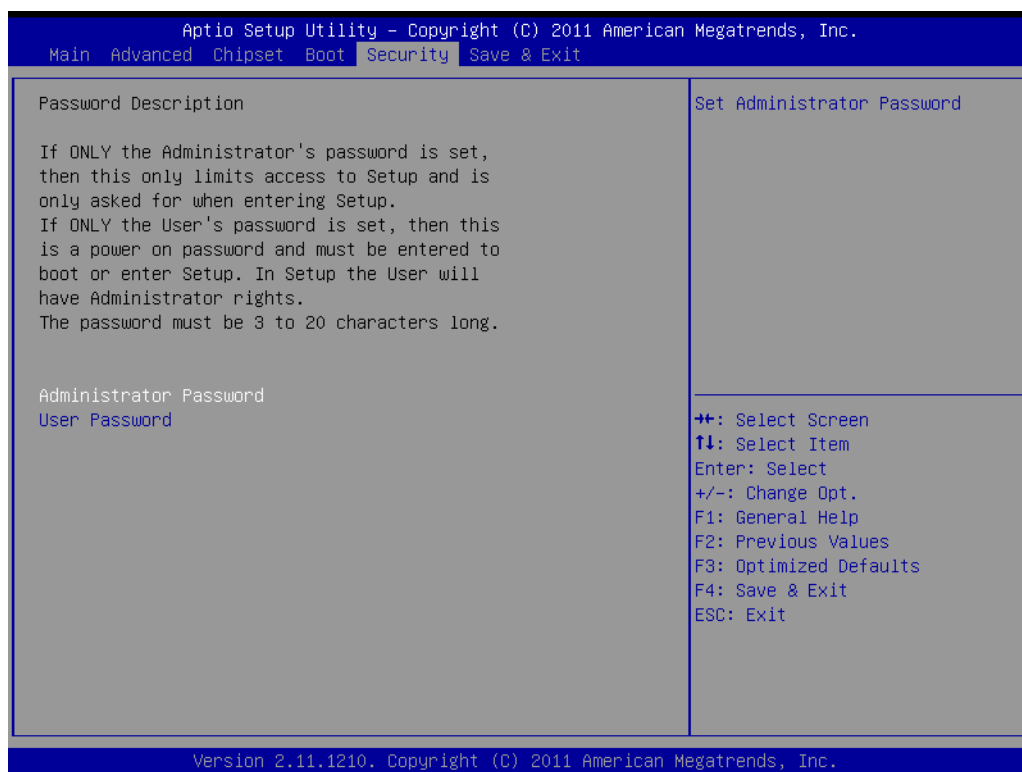 Aptio Setup Utility – Copyright (C) 2011 American Megatrends, Inc.
Main Advanced Chipset Boot Security Save & Exit
Password Description
If ONLY the Administrator's password is set,
then this only limits access to Setup and is
only asked for when entering Setup.
If ONLY the User's password is set, then this
is a power on password and must be entered to
boot or enter Setup. In Setup the User will
have Administrator rights.
The password must be 3 to 20 characters long.
Administrator Password
User Password
Set Administrator Password
→←: Select Screen
↑↓: Select Item
Enter: Select
+/-: Change Opt.
F1: General Help
F2: Previous Values
F3: Optimized Defaults
F4: Save & Exit
ESC: Exit
Version 2.11.1210. Copyright (C) 2011 American Megatrends, Inc.